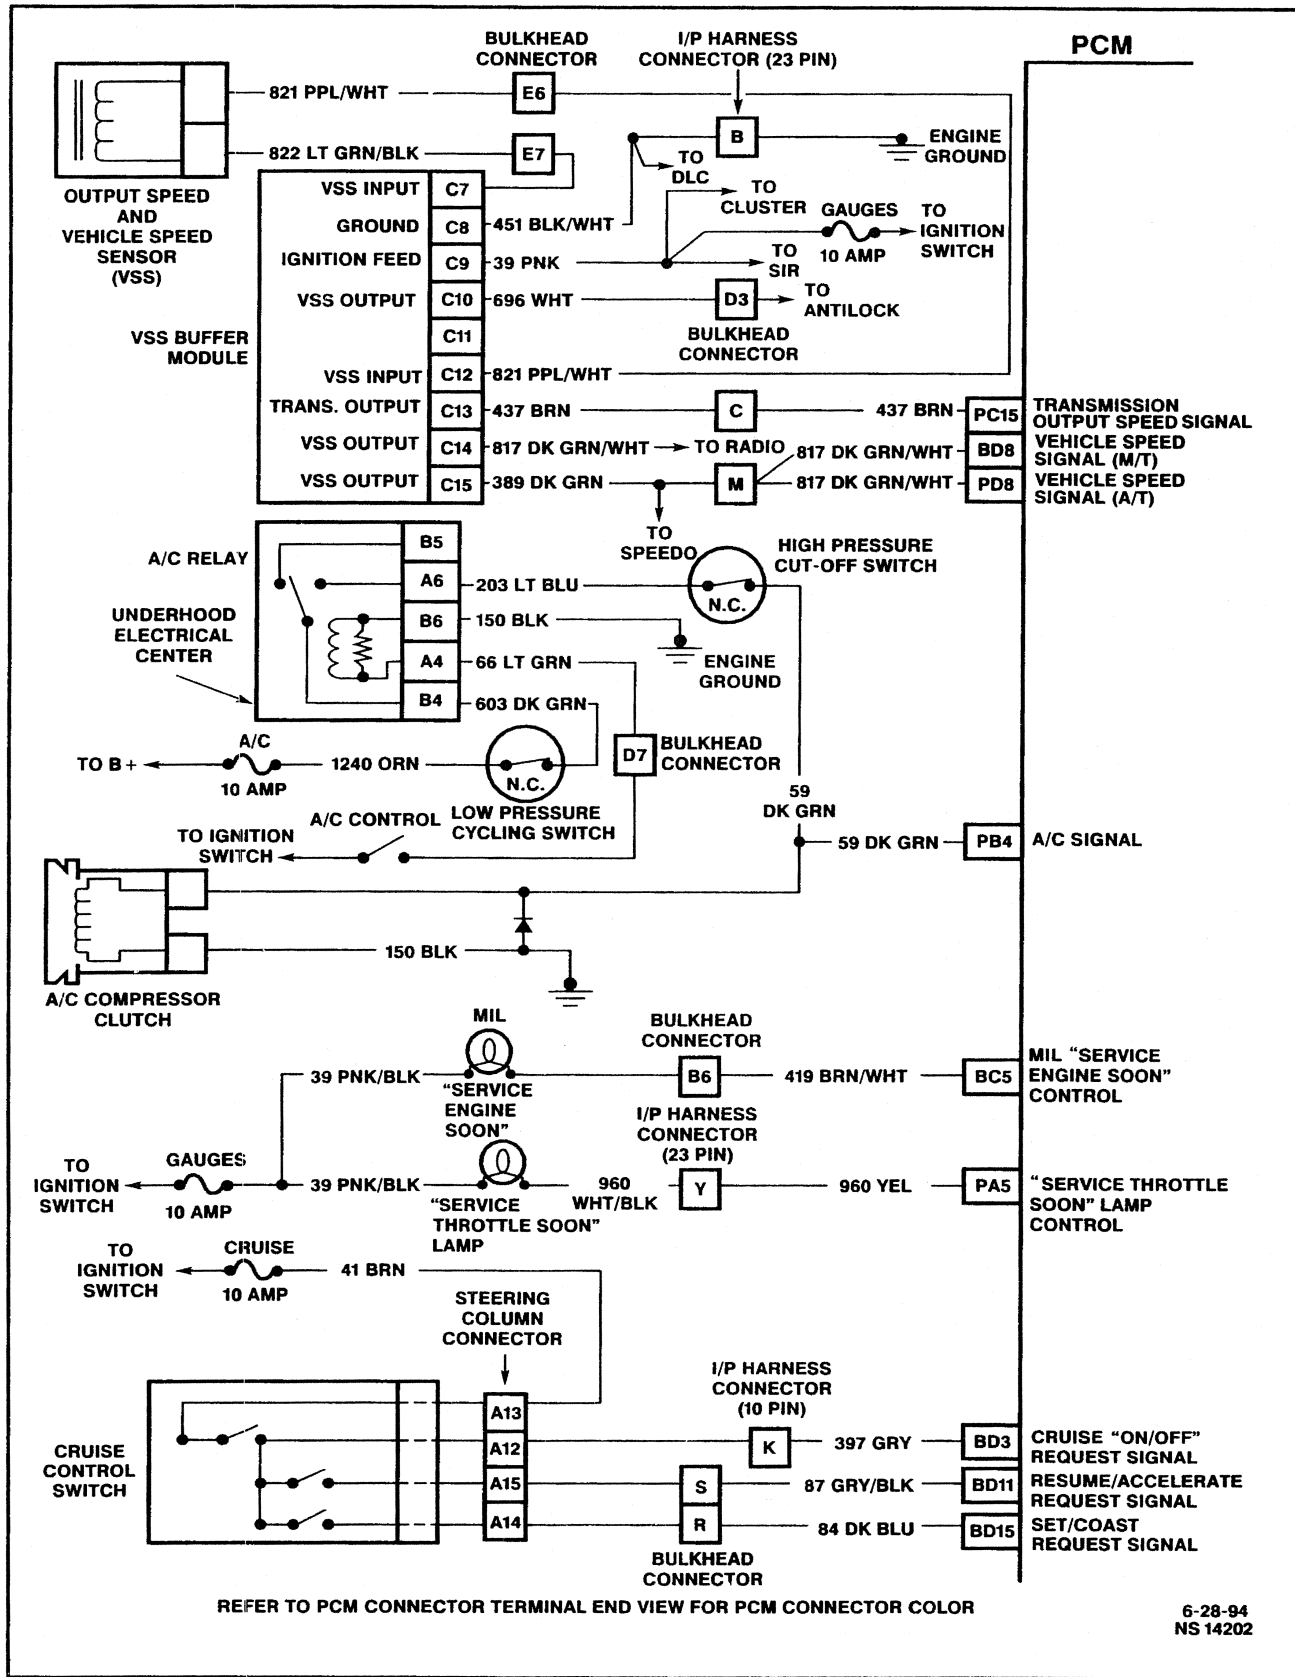 PCM
BULKHEAD
CONNECTOR
I/P HARNESS
CONNECTOR (23 PIN)
821 PPL/WHT
E6
822 LT GRN/BLK
E7
B
ENGINE
GROUND
TO
DLC
OUTPUT SPEED
AND
VEHICLE SPEED
SENSOR
(VSS)
VSS BUFFER
MODULE
VSS INPUT
C7
GROUND
C8
451 BLK/WHT
TO
CLUSTER
GAUGES
10 AMP
TO
IGNITION
SWITCH
IGNITION FEED
C9
39 PNK
TO
SIR
VSS OUTPUT
C10
696 WHT
D3
TO
ANTILOCK
BULKHEAD
CONNECTOR
C11
VSS INPUT
C12
821 PPL/WHT
TRANS. OUTPUT
C13
437 BRN
C
437 BRN
PC15
TRANSMISSION
OUTPUT SPEED SIGNAL
VSS OUTPUT
C14
817 DK GRN/WHT
TO RADIO
817 DK GRN/WHT
BD8
VEHICLE SPEED
SIGNAL (M/T)
VSS OUTPUT
C15
389 DK GRN
M
817 DK GRN/WHT
PD8
VEHICLE SPEED
SIGNAL (A/T)
TO
SPEEDO
HIGH PRESSURE
CUT-OFF SWITCH
N.C.
A/C RELAY
B5
A6
203 LT BLU
UNDERHOOD
ELECTRICAL
CENTER
B6
150 BLK
ENGINE
GROUND
A4
66 LT GRN
B4
603 DK GRN
TO B +
A/C
10 AMP
1240 ORN
N.C.
LOW PRESSURE
CYCLING SWITCH
D7
BULKHEAD
CONNECTOR
59
DK GRN
A/C CONTROL
TO IGNITION
SWITCH
59 DK GRN
PB4
A/C SIGNAL
150 BLK
A/C COMPRESSOR
CLUTCH
MIL
BULKHEAD
CONNECTOR
39 PNK/BLK
"SERVICE
ENGINE
SOON"
B6
419 BRN/WHT
BC5
MIL "SERVICE
ENGINE SOON"
CONTROL
I/P HARNESS
CONNECTOR
(23 PIN)
TO
IGNITION
SWITCH
GAUGES
10 AMP
39 PNK/BLK
"SERVICE
THROTTLE SOON"
LAMP
960
WHT/BLK
Y
960 YEL
PA5
"SERVICE THROTTLE
SOON" LAMP
CONTROL
TO
IGNITION
SWITCH
CRUISE
10 AMP
41 BRN
STEERING
COLUMN
CONNECTOR
I/P HARNESS
CONNECTOR
(10 PIN)
CRUISE
CONTROL
SWITCH
A13
A12
K
397 GRY
BD3
CRUISE "ON/OFF"
REQUEST SIGNAL
A15
S
87 GRY/BLK
BD11
RESUME/ACCELERATE
REQUEST SIGNAL
A14
R
84 DK BLU
BD15
SET/COAST
REQUEST SIGNAL
BULKHEAD
CONNECTOR
REFER TO PCM CONNECTOR TERMINAL END VIEW FOR PCM CONNECTOR COLOR
6-28-94
NS 14202